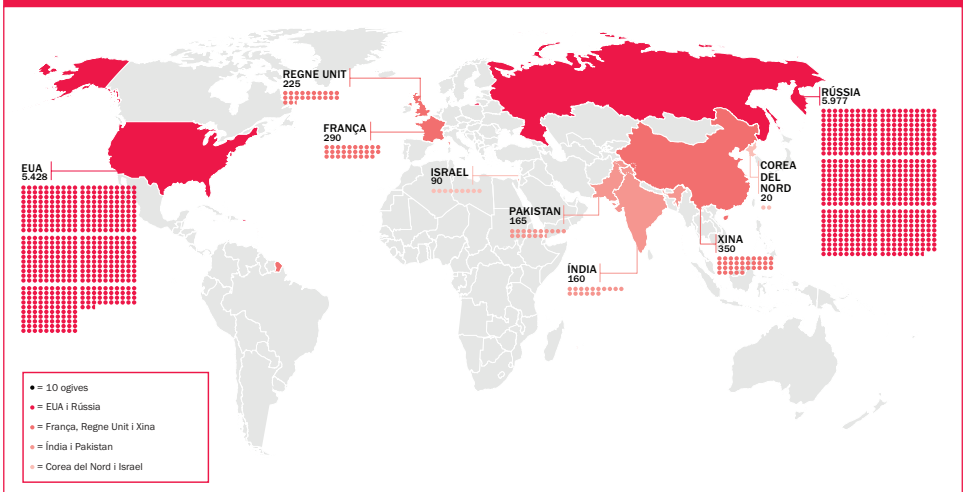 REGNE UNIT
225
FRANÇA
290
EUA
5.428
ISRAEL
90
PAKISTAN
165
ÍNDIA
160
RÚSSIA
5.977
COREA
DEL
NORD
20
XINA
350
= 10 ogives
= EUA i Rússia
= França, Regne Unit i Xina
= Índia i Pakistan
= Corea del Nord i Israel